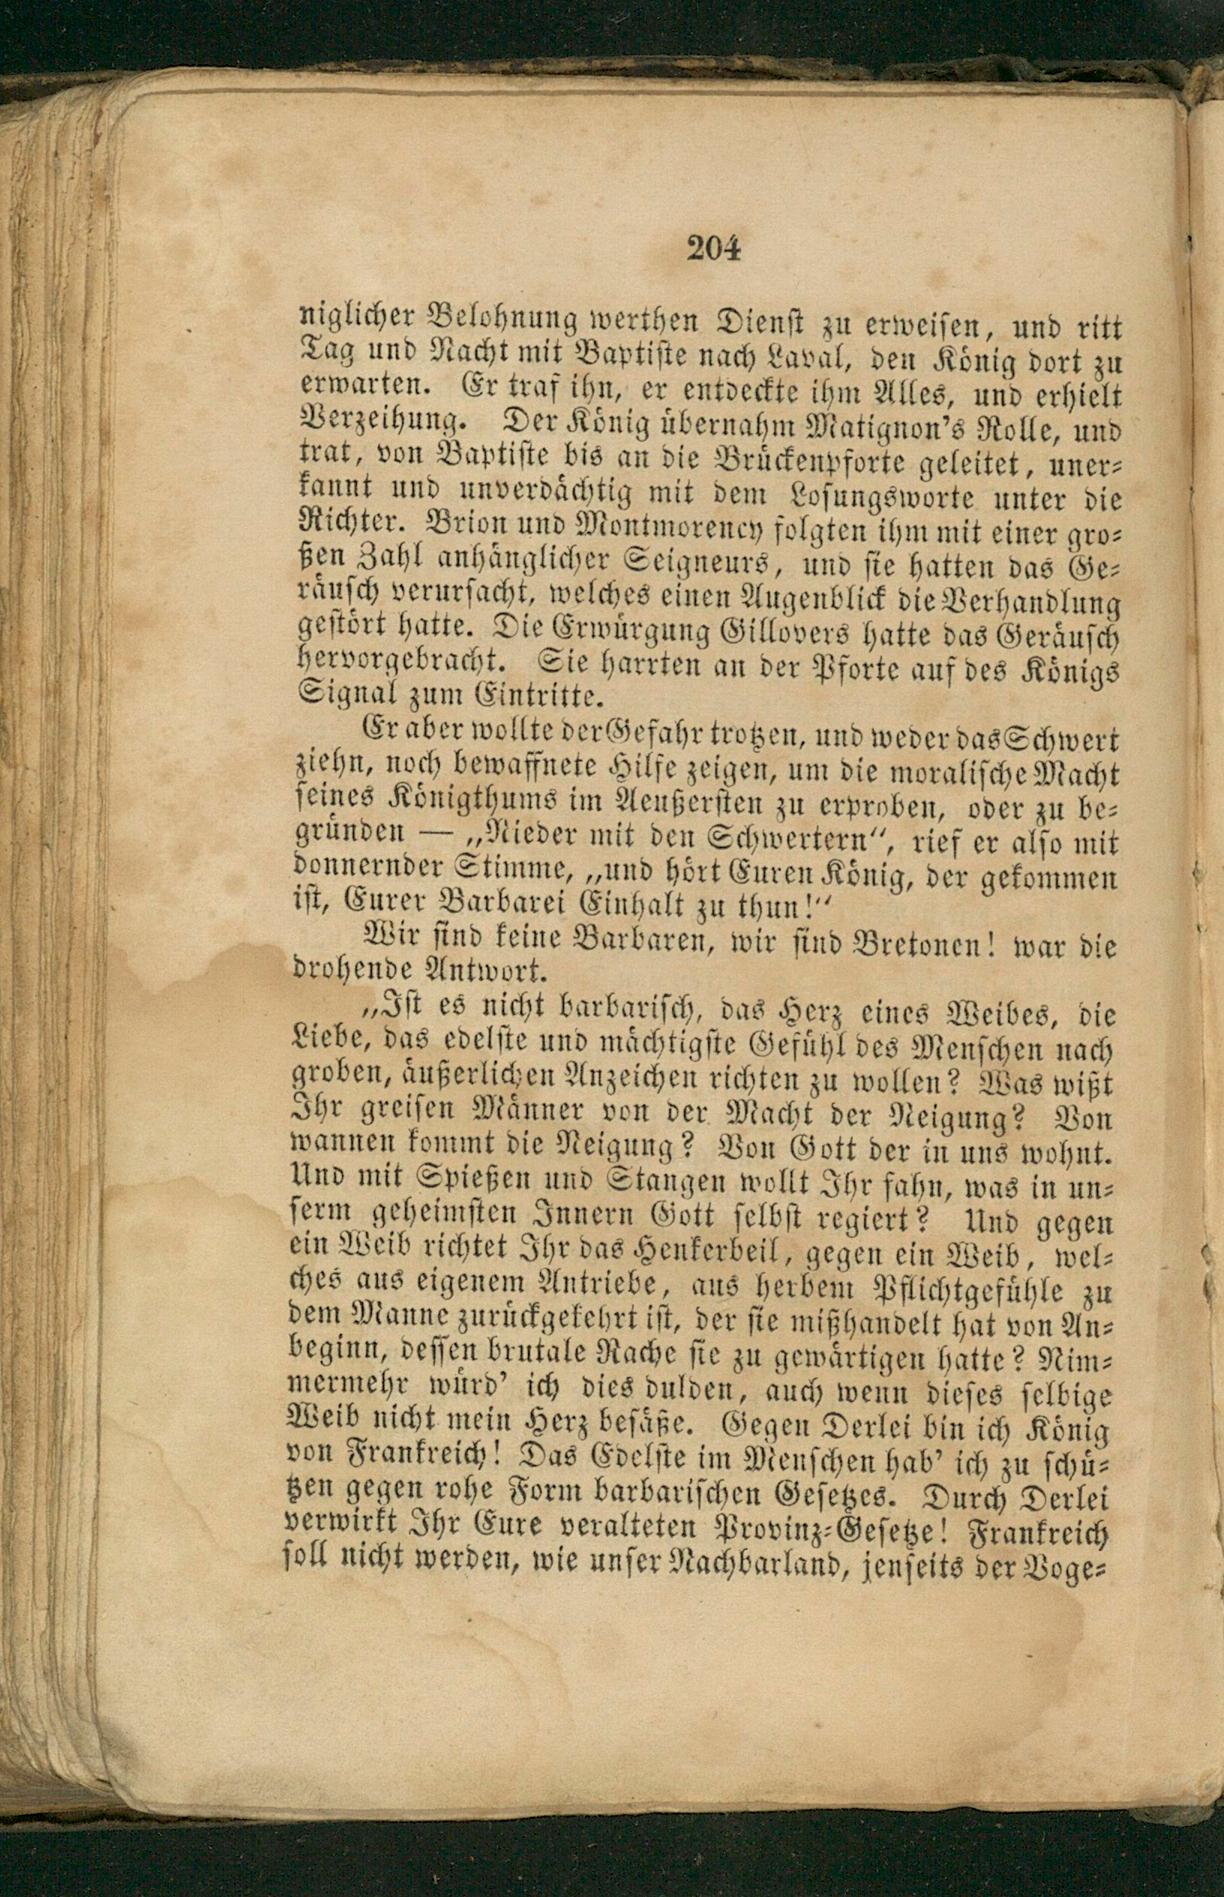 204
niglicher Belohnung werthen Dienst zu erweisen, und ritt
Tag und Nacht mit Baptiste nach Laval, den König dort zu
erwarten. Er traf ihn, er entdeckte ihm Alles, und erhielt
Verzeihung. Der König übernahm Matignon's Rolle, und
trat, von Baptiste bis an die Brückenpforte geleitet, uner-
kannt und unverdächtig mit dem Losungsworte unter die
Richter. Brion und Montmorency folgten ihm mit einer gro-
ßen Zahl anhänglicher Seigneurs, und sie hatten das Ge-
räusch verursacht, welches einen Augenblick die Verhandlung
gestört hatte. Die Erwürgung Gillovers hatte das Geräusch
hervorgebracht. Sie harrten an der Pforte auf des Königs
Signal zum Eintritte.
Er aber wollte der Gefahr trotzen, und weder das Schwert
ziehn, noch bewaffnete Hilfe zeigen, um die moralische Macht
seines Königthums im Aeußersten zu erproben, oder zu be-
gründen — „Nieder mit den Schwertern“, rief er also mit
donnernder Stimme, „und hört Euren König, der gekommen
ist, Eurer Barbarei Einhalt zu thun!“
Wir sind keine Barbaren, wir sind Bretonen! war die
drohende Antwort.
„Ist es nicht barbarisch, das Herz eines Weibes, die
Liebe, das edelste und mächtigste Gefühl des Menschen nach
groben, äußerlichen Anzeichen richten zu wollen? Was wißt
Ihr greisen Männer von der Macht der Neigung? Von
wannen kommt die Neigung? Von Gott der in uns wohnt.
Und mit Spießen und Stangen wollt Ihr fahn, was in un-
serm geheimsten Innern Gott selbst regiert? Und gegen
ein Weib richtet Ihr das Henkerbeil, gegen ein Weib, wel-
ches aus eigenem Antriebe, aus herbem Pflichtgefühle zu
dem Manne zurückgekehrt ist, der sie mißhandelt hat von An-
beginn, dessen brutale Rache sie zu gewärtigen hatte? Nim-
mermehr würd' ich dies dulden, auch wenn dieses selbige
Weib nicht mein Herz besäße. Gegen Derlei bin ich König
von Frankreich! Das Edelste im Menschen hab' ich zu schü-
tzen gegen rohe Form barbarischen Gesetzes. Durch Derlei
verwirkt Ihr Eure veralteten Provinz-Gesetze! Frankreich
soll nicht werden, wie unser Nachbarland, jenseits der Voge-